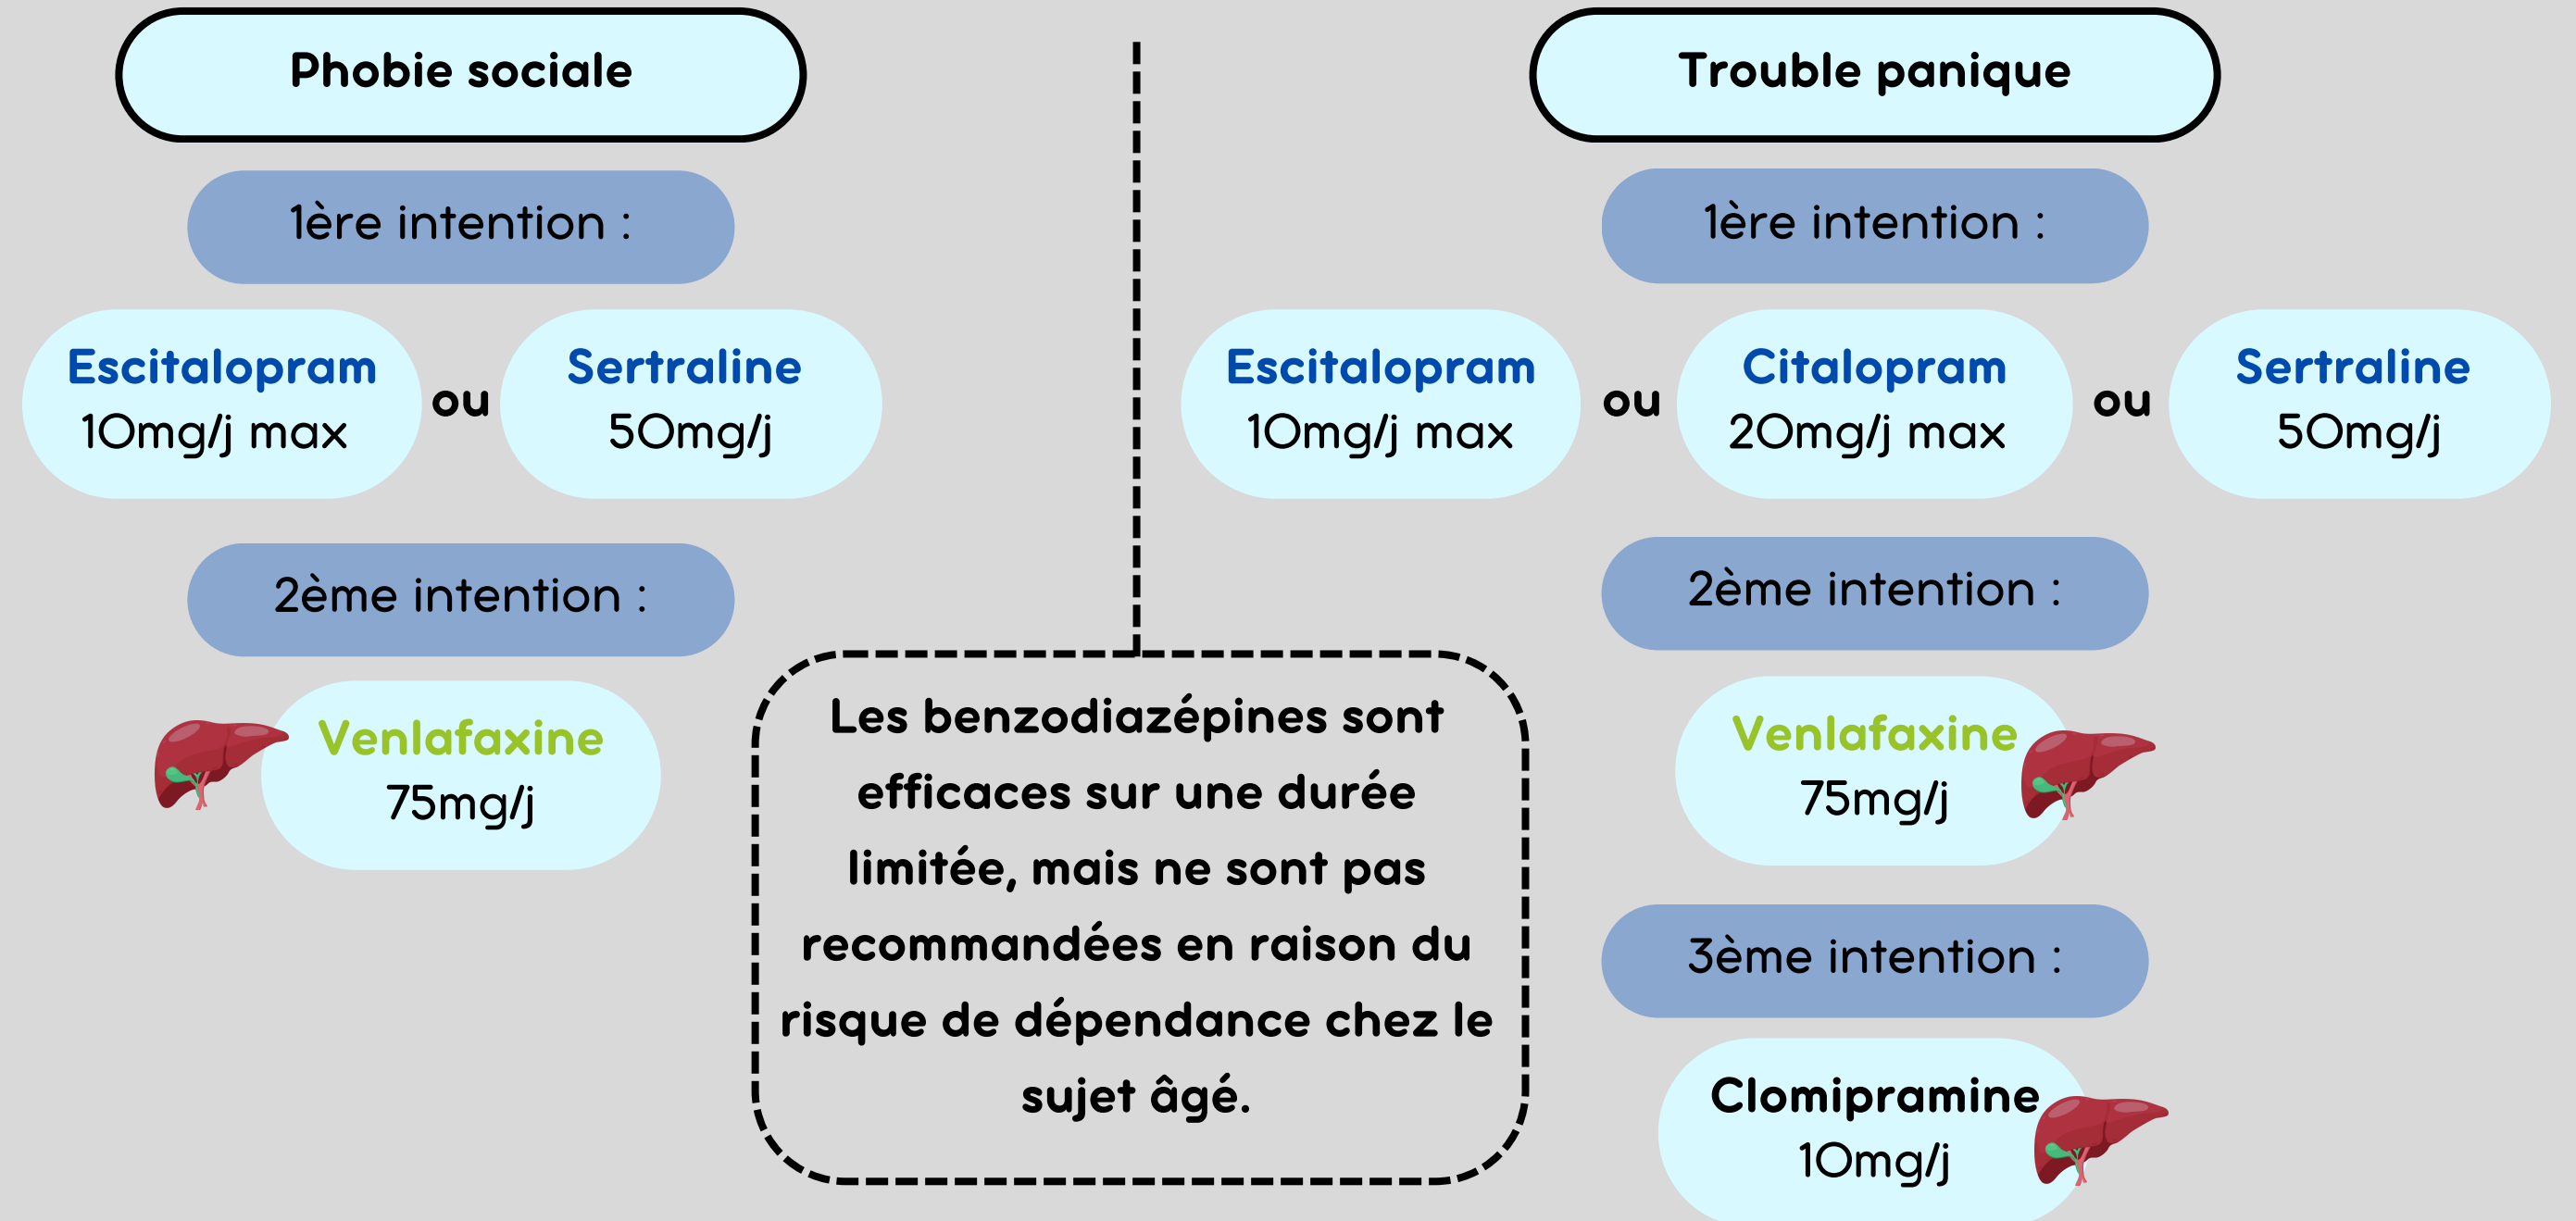 Phobie sociale
1ère intention :
Escitalopram
10mg/j max
ou
Sertraline
50mg/j
2ème intention :
Venlafaxine
75mg/j
Trouble panique
1ère intention :
Escitalopram
10mg/j max
ou
Citalopram
20mg/j max
ou
Sertraline
50mg/j
2ème intention :
Venlafaxine
75mg/j
3ème intention :
Clomipramine
10mg/j
Les benzodiazépines sont
efficaces sur une durée
limitée, mais ne sont pas
recommandées en raison du
risque de dépendance chez le
sujet âgé.